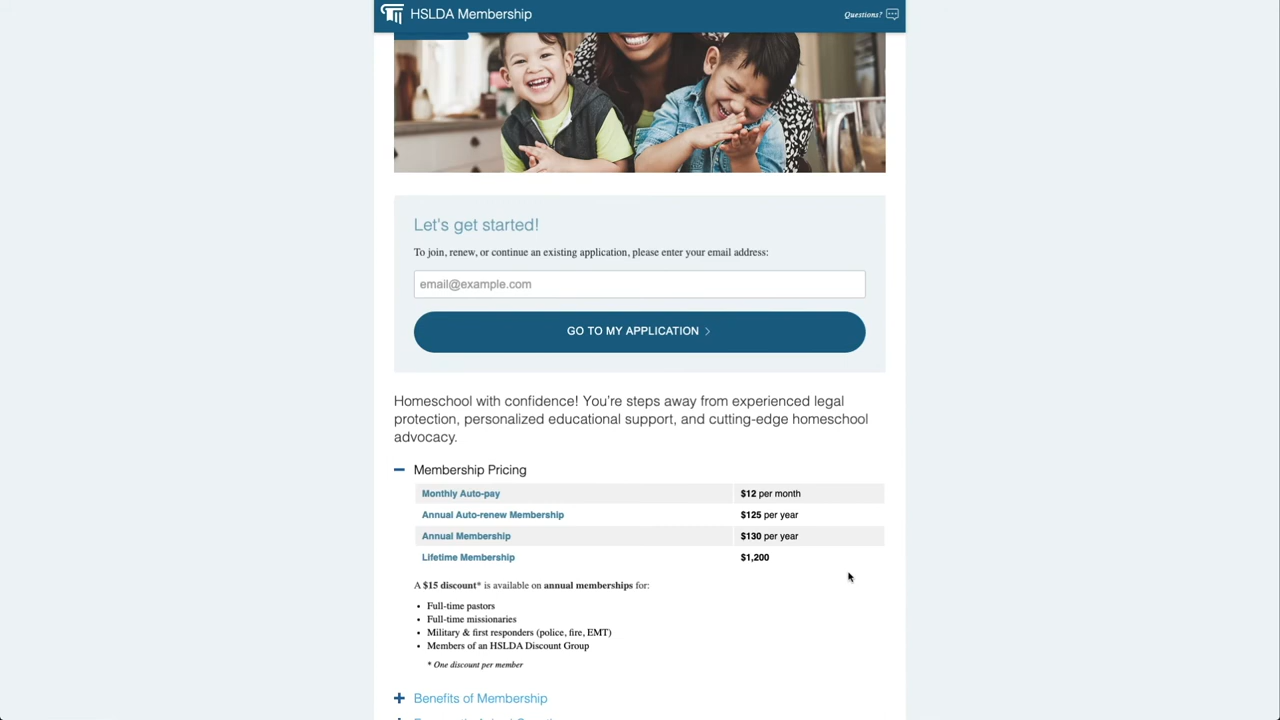 HSLDA Membership
Questions?
Let's get started!
To join, renew, or continue an existing application, please enter your email address:
email@example.com
GO TO MY APPLICATION
Homeschool with confidence! You're steps away from experienced legal
protection, personalized educational support, and cutting-edge homeschool
advocacy.
Membership Pricing
Monthly Auto-pay $12 per month
Annual Auto-renew Membership $125 per year
Annual Membership $130 per year
Lifetime Membership $1,200
A $15 discount* is available on annual memberships for:
• Full-time pastors
• Full-time missionaries
• Military & first responders (police, fire, EMT)
• Members of an HSLDA Discount Group
* One discount per member
Benefits of Membership